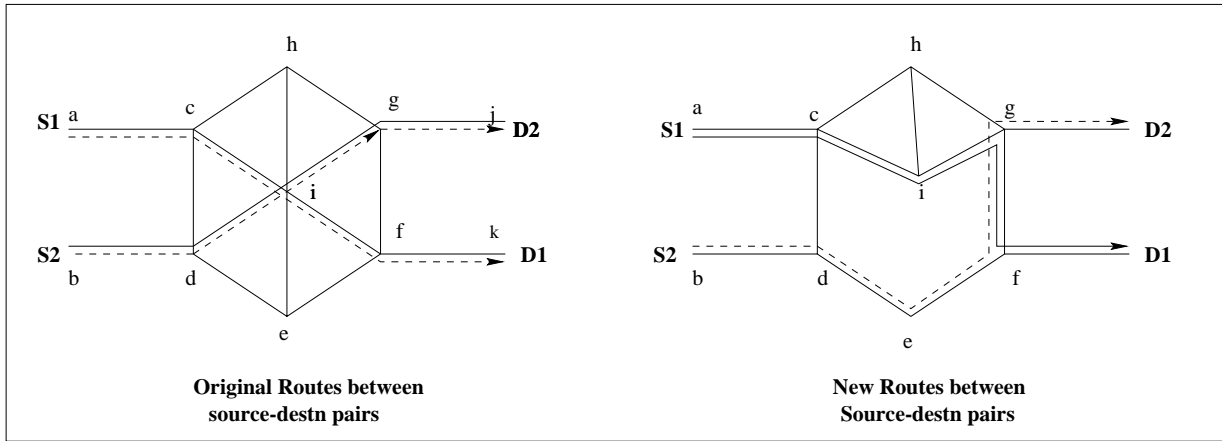 h
h
a
c
g
j
S1
D2
a
c
g
S1
D2
i
i
f
k
S2
D1
b
d
f
S2
D1
b
d
e
e
Original Routes between
source-destn pairs
New Routes between
Source-destn pairs